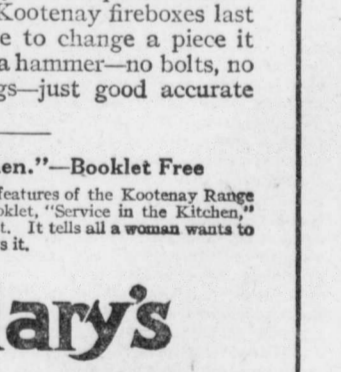 Kootenay fireboxes last
e to change a piece it
a hammer—no bolts, no
gs—just good accurate
en."—Booklet Free
features of the Kootenay Range
oklet, "Service in the Kitchen,"
t. It tells all a woman wants to
s it.
ary's